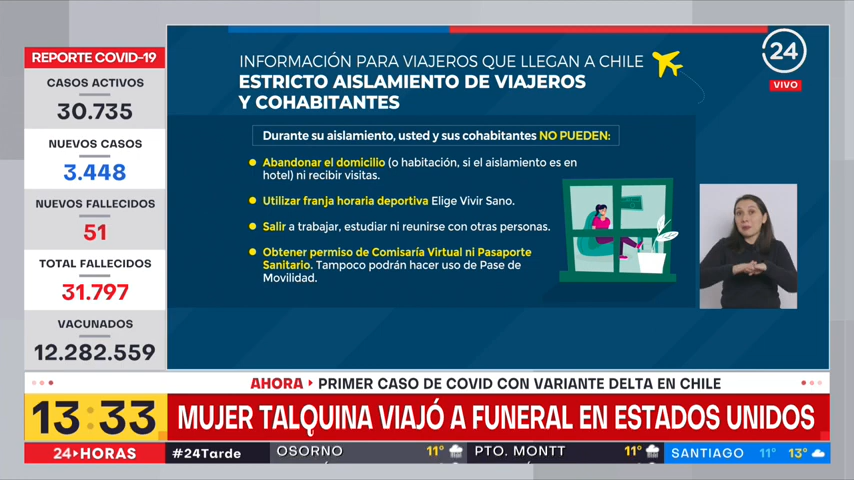 REPORTE COVID-19
CASOS ACTIVOS
30.735
NUEVOS CASOS
3.448
NUEVOS FALLECIDOS
51
TOTAL FALLECIDOS
31.797
VACUNADOS
12.282.559
INFORMACIÓN PARA VIAJEROS QUE LLEGAN A CHILE
ESTRICTO AISLAMIENTO DE VIAJEROS
Y COHABITANTES
Durante su aislamiento, usted y sus cohabitantes NO PUEDEN:
Abandonar el domicilio (o habitación, si el aislamiento es en
hotel) ni recibir visitas.
Utilizar franja horaria deportiva Elige Vivir Sano.
Salir a trabajar, estudiar ni reunirse con otras personas.
Obtener permiso de Comisaría Virtual ni Pasaporte
Sanitario. Tampoco podrán hacer uso de Pase de
Movilidad.
24
VIVO
AHORA PRIMER CASO DE COVID CON VARIANTE DELTA EN CHILE
13:33
MUJER TALQUINA VIAJÓ A FUNERAL EN ESTADOS UNIDOS
24 HORAS
#24Tarde
OSORNO 11°
PTO. MONTT 11°
SANTIAGO 11° 13°